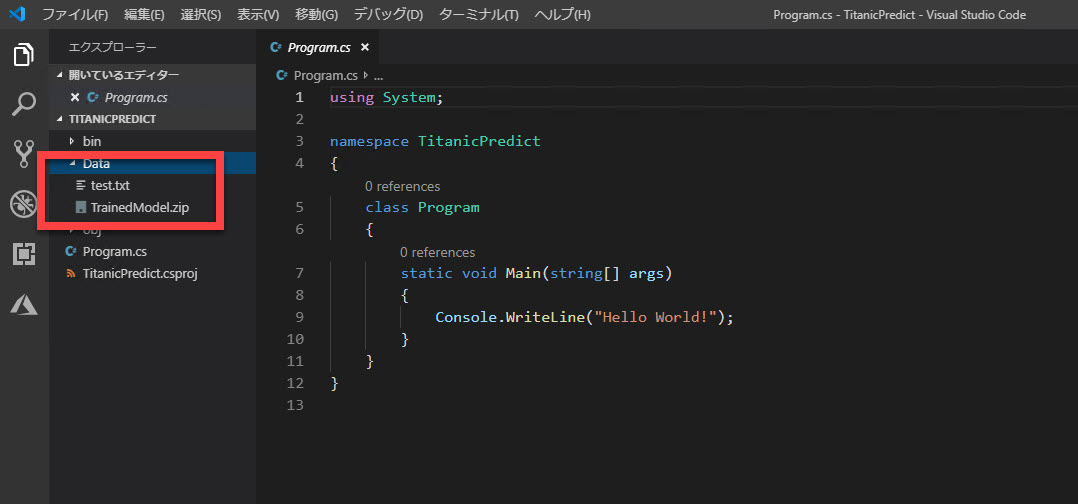 ファイル(F) 編集(E) 選択(S) 表示(V) 移動(G) デバッグ(D) ターミナル(T) ヘルプ(H) Program.cs - TitanicPredict - Visual Studio Code
エクスプローラー
開いているエディター
Program.cs
TITANICPREDICT
bin
Data
test.txt
TrainedModel.zip
obj
Program.cs
TitanicPredict.csproj
Program.cs
Program.cs ...
1 using System;
2
3 namespace TitanicPredict
4 {
0 references
5 class Program
6 {
0 references
7 static void Main(string[] args)
8 {
9 Console.WriteLine("Hello World!");
10 }
11 }
12 }
13